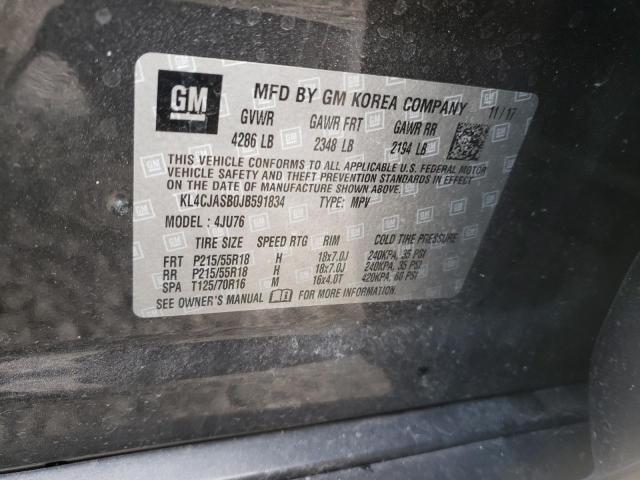 GM
MFD BY GM KOREA COMPANY 11/17
GVWR GAWR FRT GAWR RR
4286 LB 2348 LB 2194 LB
THIS VEHICLE CONFORMS TO ALL APPLICABLE U.S. FEDERAL MOTOR
VEHICLE SAFETY AND THEFT PREVENTION STANDARDS IN EFFECT ON
THE DATE OF MANUFACTURE SHOWN ABOVE.
KL4CJASB0JB591834 TYPE: MPV
MODEL : 4JU76
TIRE SIZE SPEED RTG RIM COLD TIRE PRESSURE
FRT P215/55R18 H 18x7.0J 240KPA, 35 PSI
RR P215/55R18 H 18x7.0J 240KPA, 35 PSI
SPA T125/70R16 M 16x4.0T 420KPA, 60 PSI
SEE OWNER'S MANUAL FOR MORE INFORMATION.